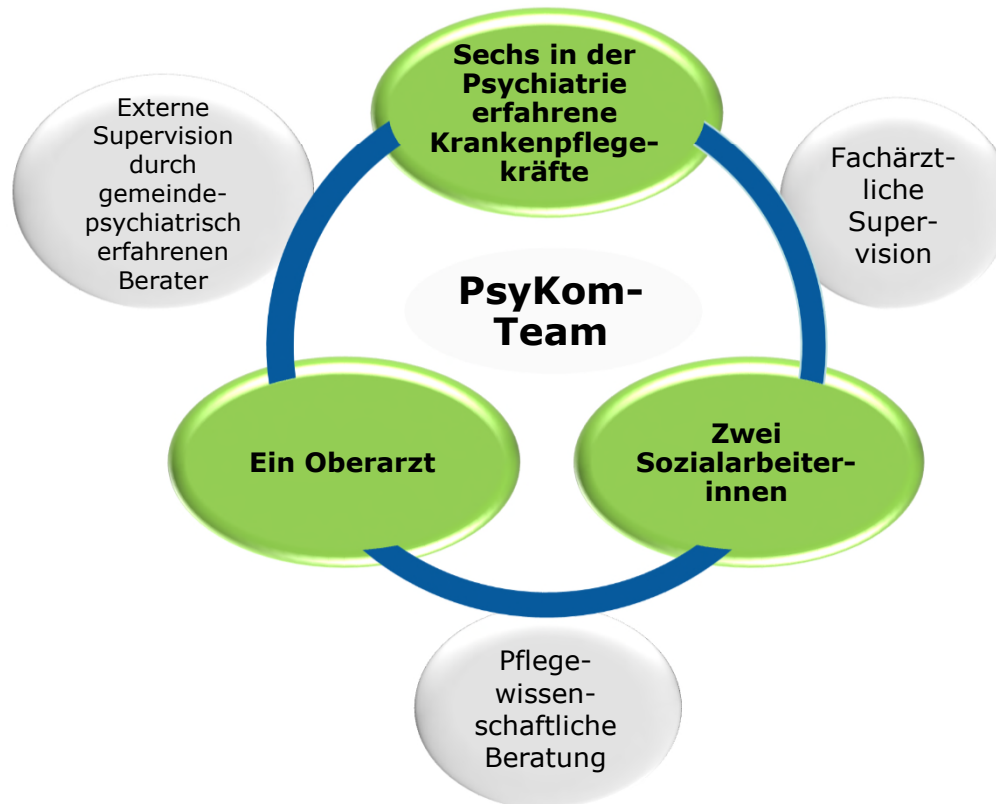 Sechs in der
Psychiatrie
erfahrene
Krankenpflege-
kräfte
Externe
Supervision
durch
gemeinde-
psychiatrisch
erfahrenen
Berater
Fachärzt-
liche
Super-
vision
PsyKom-
Team
Ein Oberarzt
Zwei
Sozialarbeiter-
innen
Pflege-
wissen-
schaftliche
Beratung